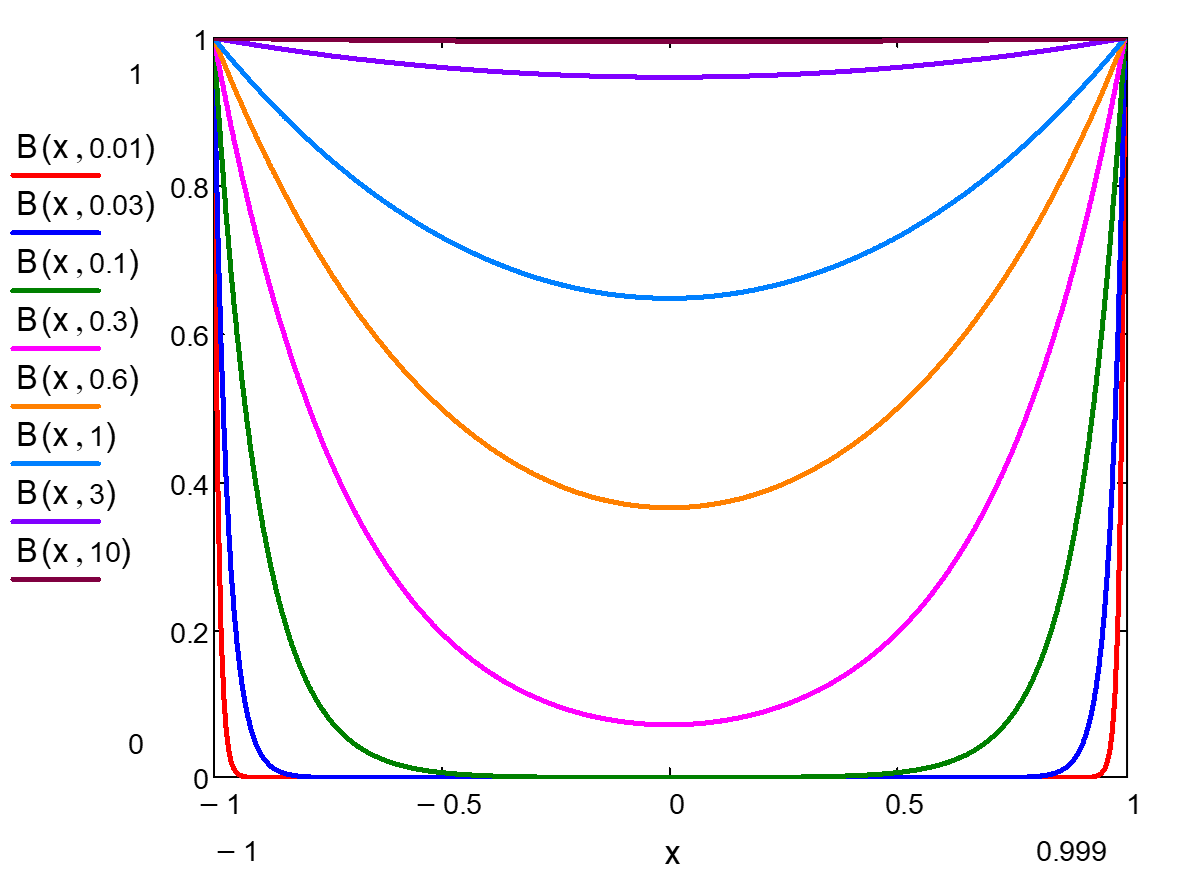 1
B(x , 0.01)
B(x , 0.03)
B(x , 0.1)
B(x , 0.3)
B(x , 0.6)
B(x , 1)
B(x , 3)
B(x , 10)
0
1
0.8
0.6
0.4
0.2
0
− 1
− 0.5
0
0.5
1
− 1
x
0.999